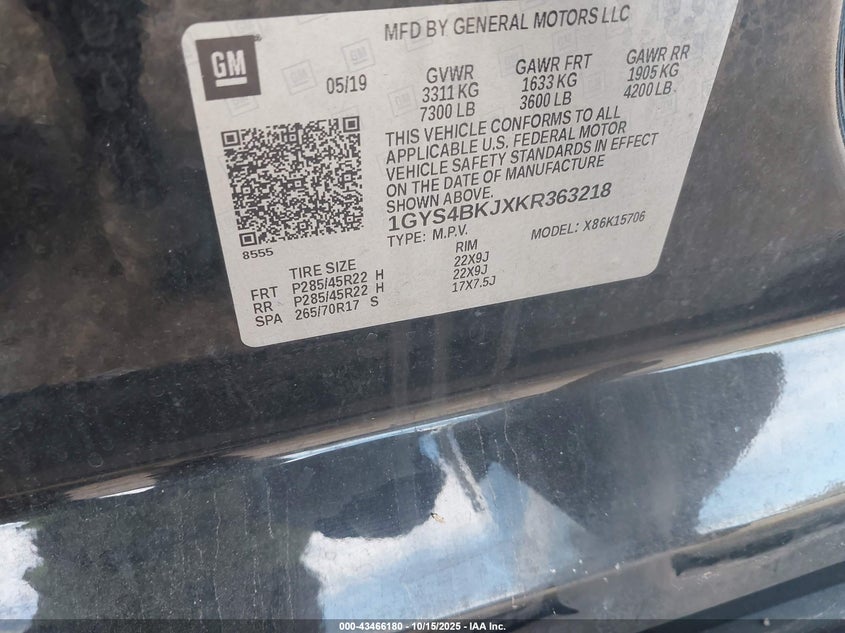 MFD BY GENERAL MOTORS LLC
GM
05/19
GVWR GAWR FRT GAWR RR
3311 KG 1633 KG 1905 KG
7300 LB 3600 LB 4200 LB
THIS VEHICLE CONFORMS TO ALL
APPLICABLE U.S. FEDERAL MOTOR
VEHICLE SAFETY STANDARDS IN EFFECT
ON THE DATE OF MANUFACTURE
SHOWN ABOVE.
1GYS4BKJXKR363218
TYPE: M.P.V. MODEL: X86K15706
8555
TIRE SIZE RIM
FRT P285/45R22 H 22X9J
RR P285/45R22 H 22X9J
SPA 265/70R17 S 17X7.5J
000-43466180 - 10/15/2025 - IAA Inc.